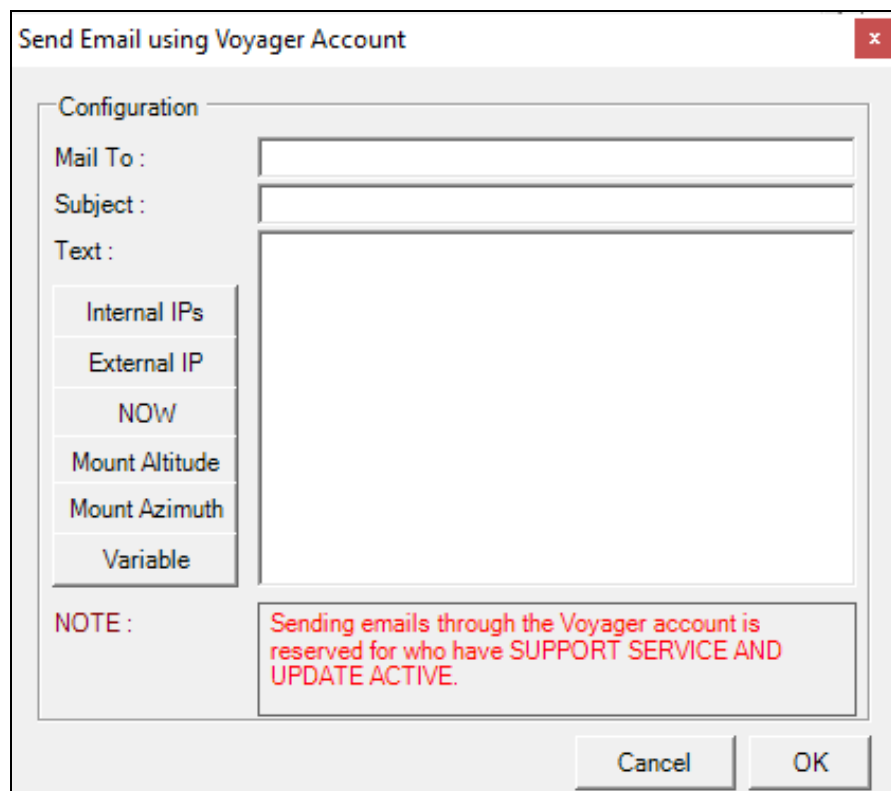 Send Email using Voyager Account
x
Configuration
Mail To :
Subject :
Text :
Internal IPs
External IP
NOW
Mount Altitude
Mount Azimuth
Variable
NOTE :
Sending emails through the Voyager account is
reserved for who have SUPPORT SERVICE AND
UPDATE ACTIVE.
Cancel
OK